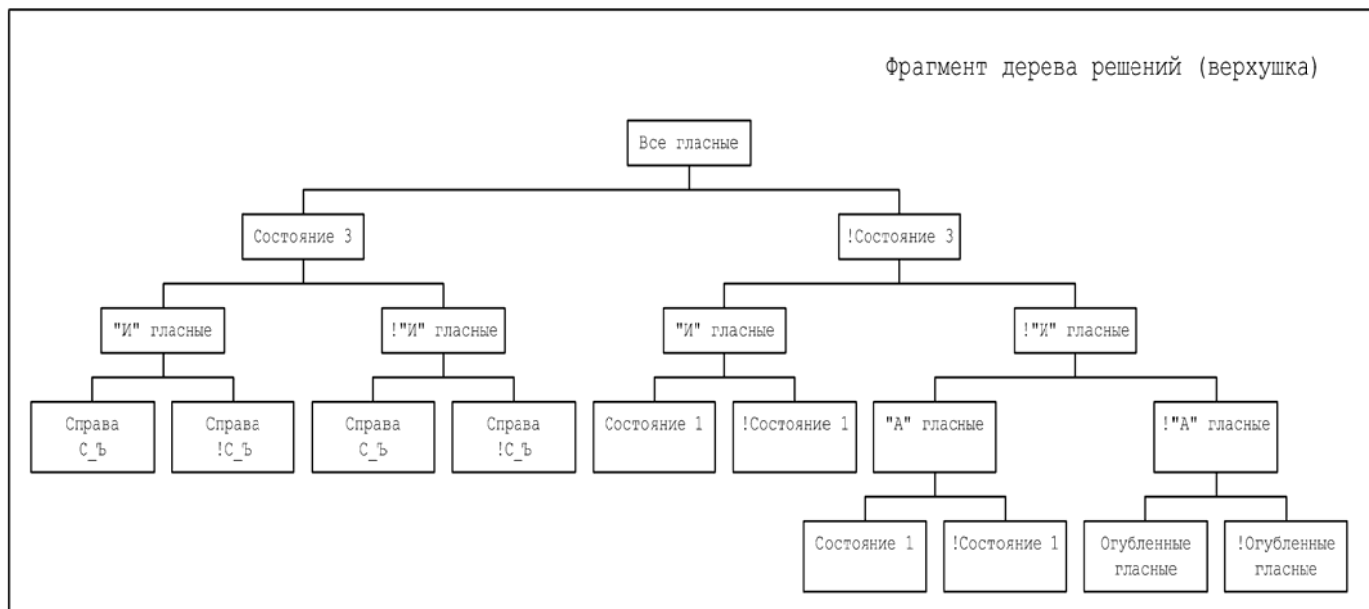 Фрагмент дерева решений (верхушка)
Все гласные
Состояние 3
!Состояние 3
"И" гласные
!"И" гласные
"И" гласные
!"И" гласные
Справа
С_Ъ
Справа
!С_Ъ
Справа
С_Ъ
Справа
!С_Ъ
Состояние 1
!Состояние 1
"А" гласные
!"А" гласные
Состояние 1
!Состояние 1
Огубленные
гласные
!Огубленные
гласные